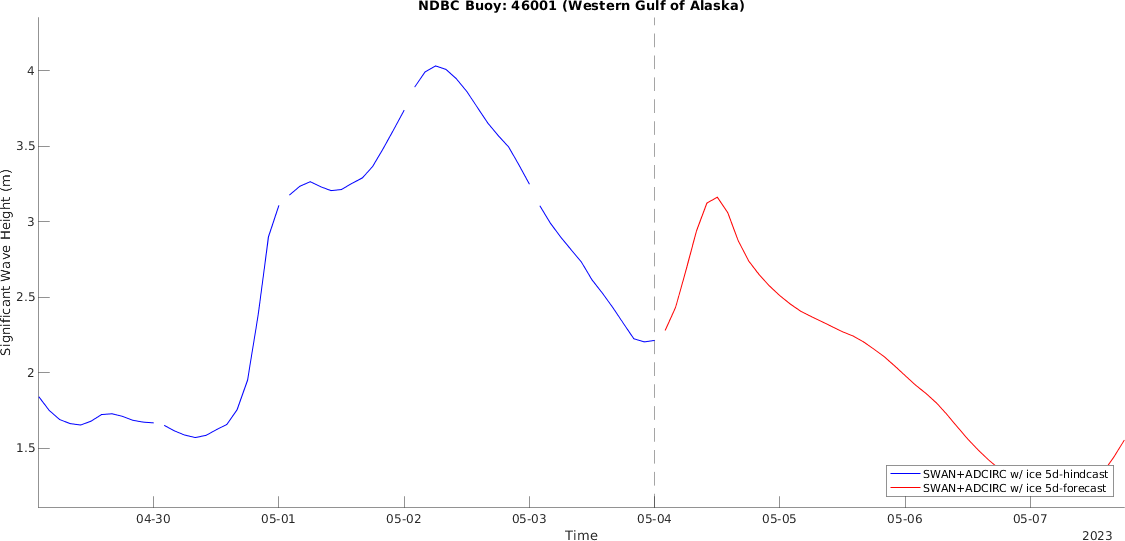 NDBC Buoy: 46001 (Western Gulf of Alaska)
Significant Wave Height (m)
4
3.5
3
2.5
2
1.5
SWAN+ADCIRC w/ ice 5d-hindcast
SWAN+ADCIRC w/ ice 5d-forecast
04-30 05-01 05-02 05-03 05-04 05-05 05-06 05-07
Time
2023